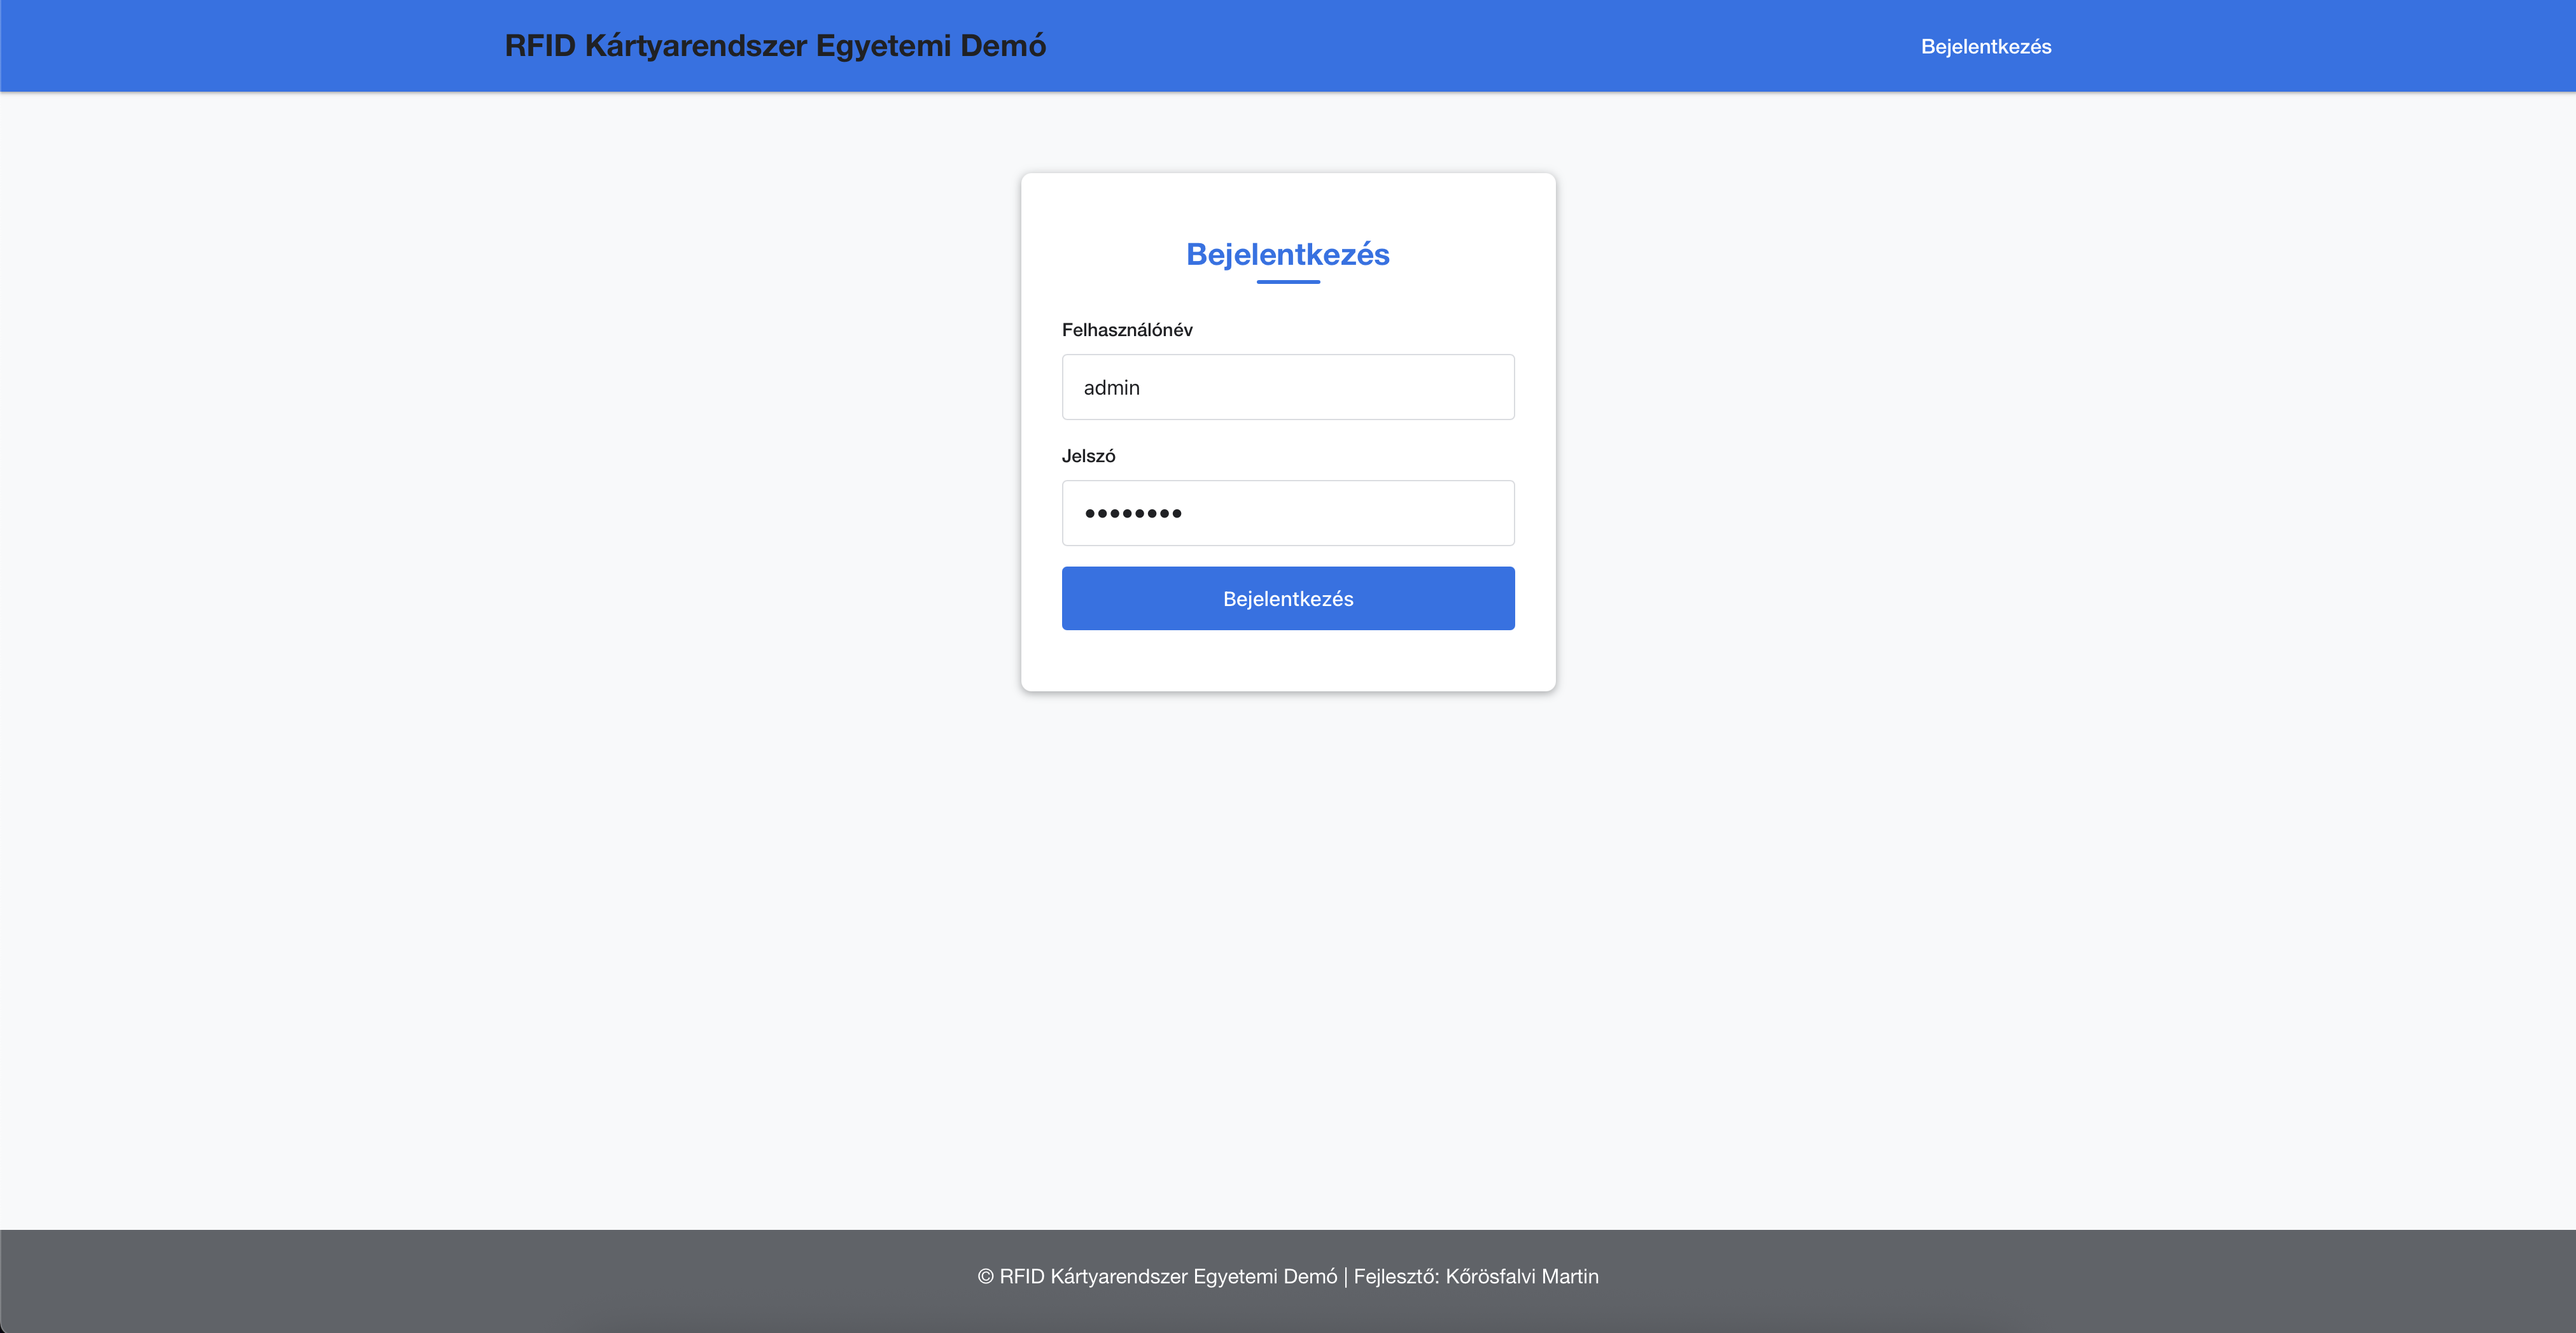 RFID Kártyarendszer Egyetemi Demó
Bejelentkezés
Bejelentkezés
Felhasználónév
admin
Jelszó
••••••••
Bejelentkezés
© RFID Kártyarendszer Egyetemi Demó | Fejlesztő: Kőrösfalvi Martin